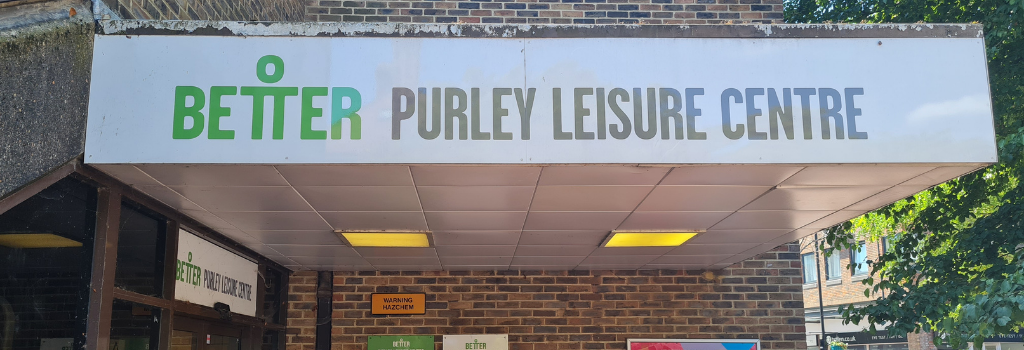 BETTER PURLEY LEISURE CENTRE
BETTER PURLEY LEISURE CENTRE
WARNING
HAZCHEM
BETTER
BETTER